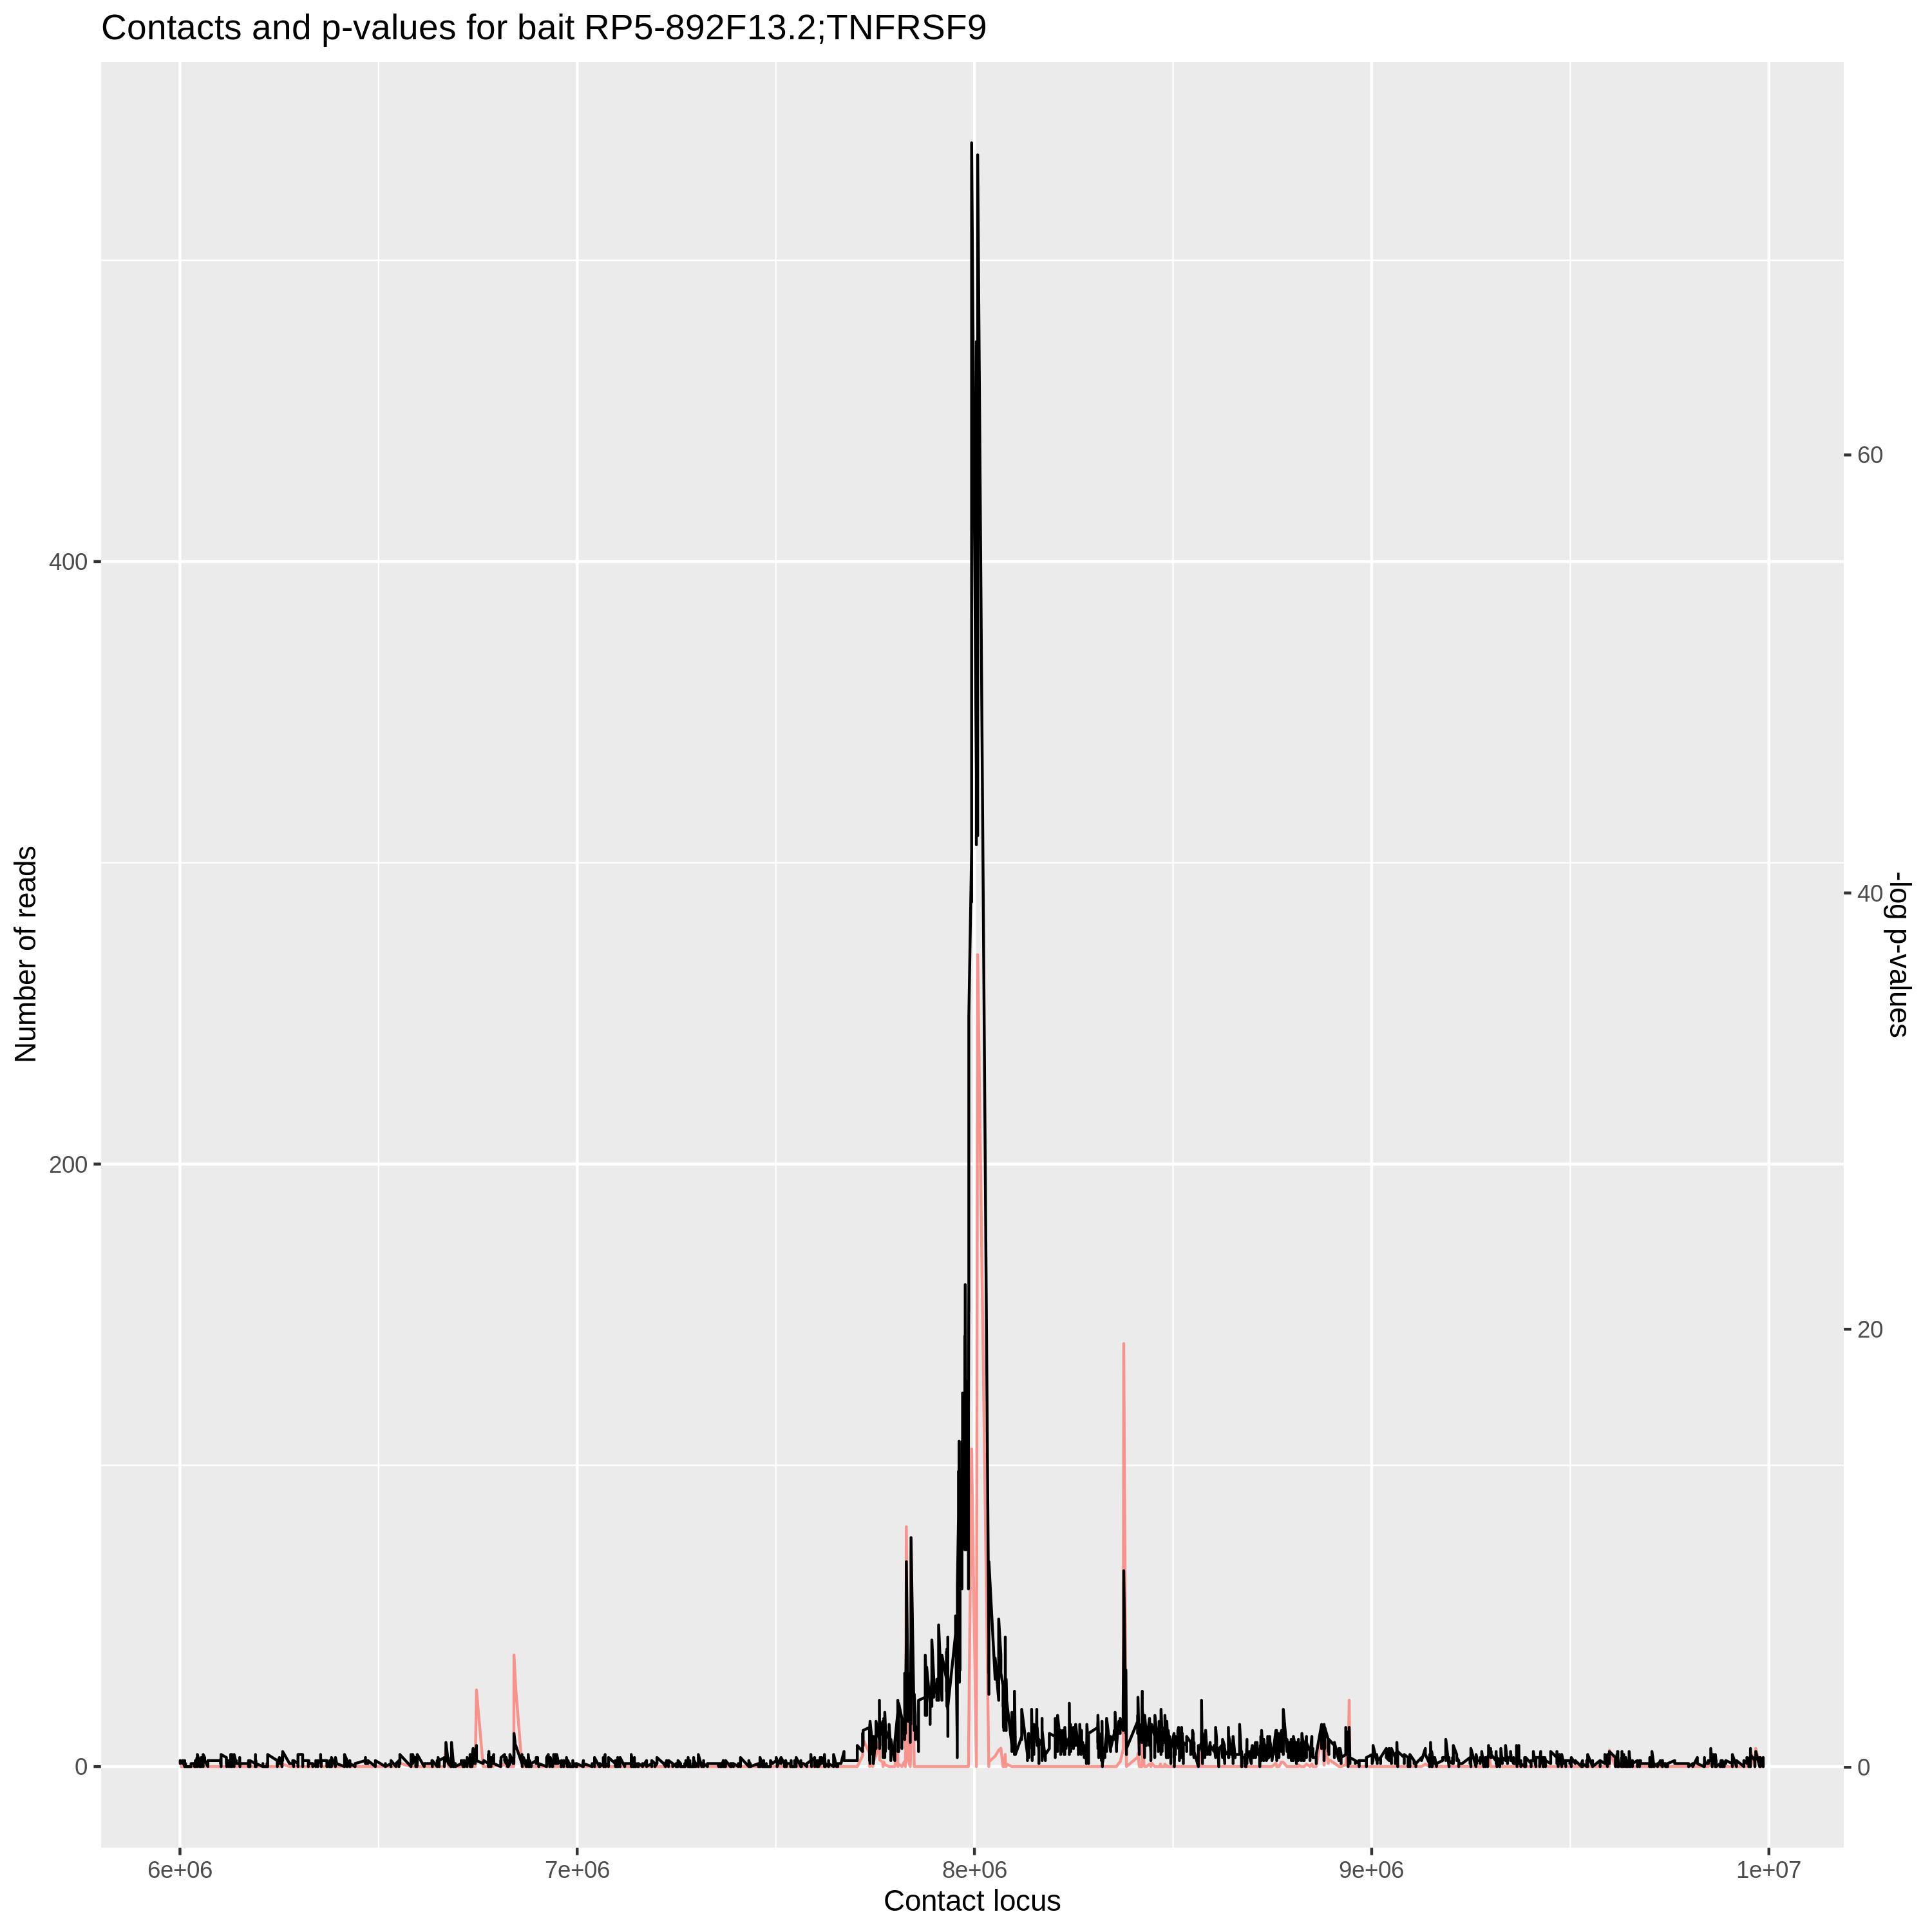 Contacts and p-values for bait RP5-892F13.2;TNFRSF9
Number of reads
400
200
0
60
40
20
0
-log p-values
6e+06
7e+06
8e+06
9e+06
1e+07
Contact locus